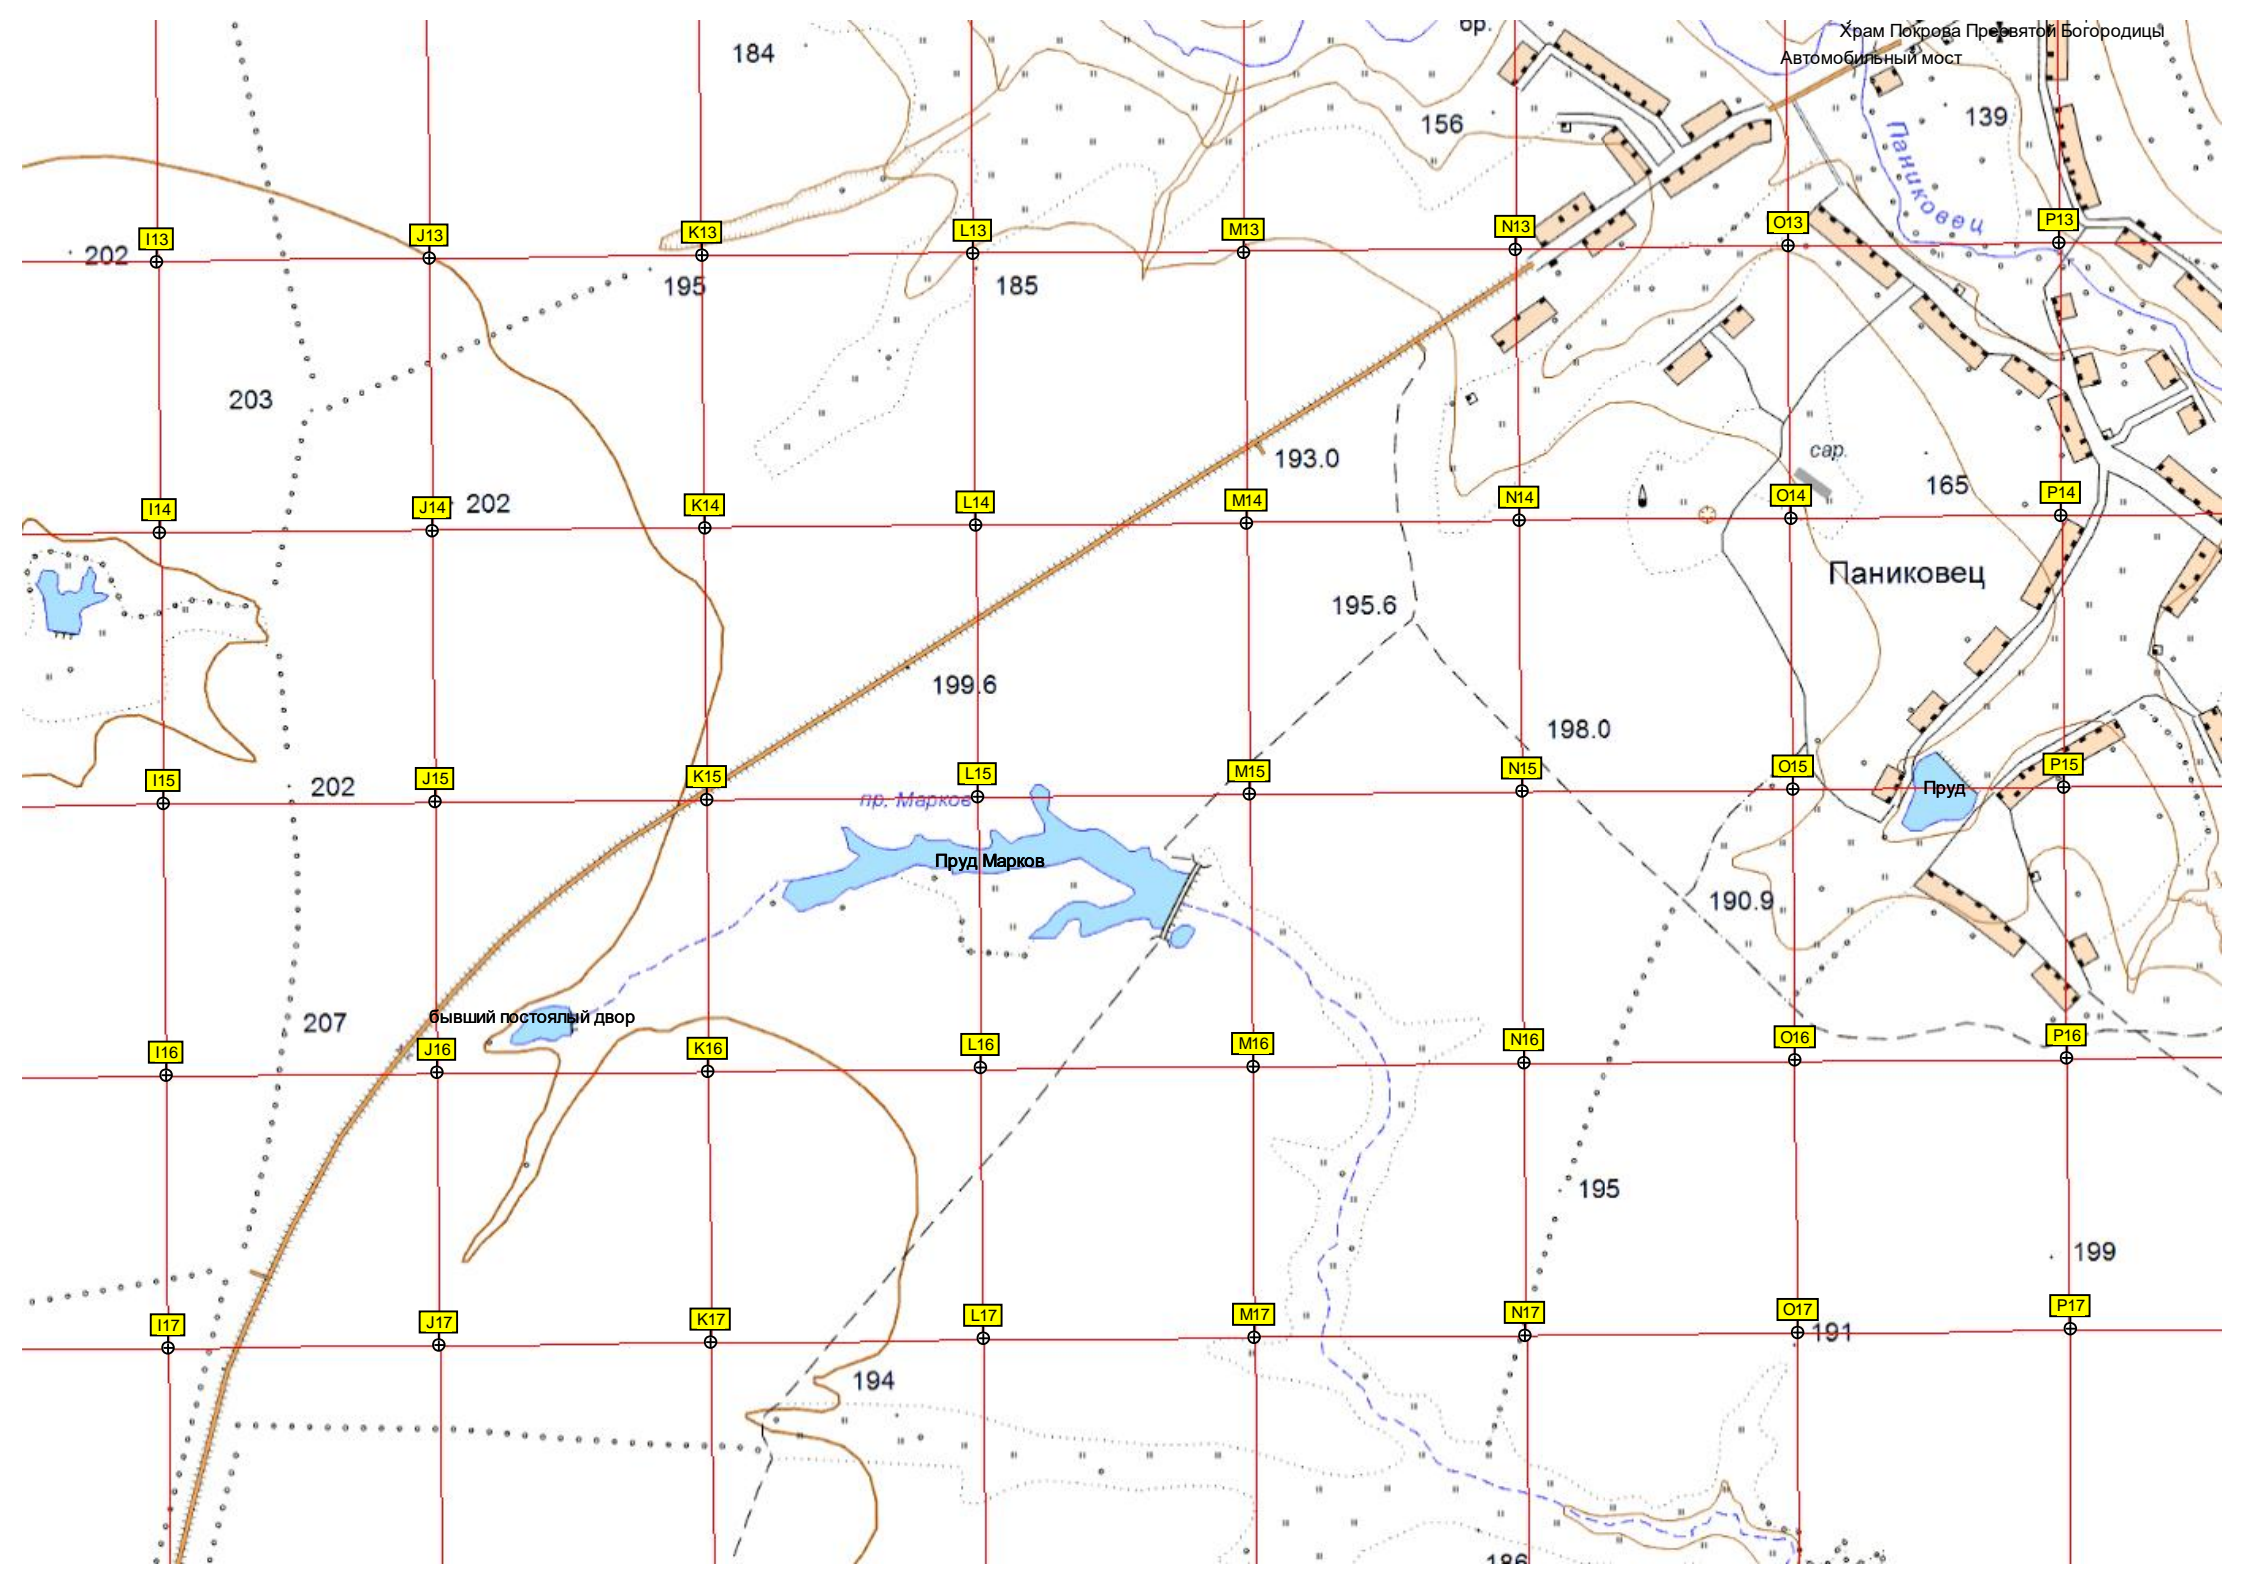 бр.
Храм Покрова Пресвятой Богородицы
Автомобильный мост
184
156
139
Паниковец
I13
J13
K13
L13
M13
N13
O13
P13
202
195
185
203
193.0
сар.
165
I14
J14
K14
L14
M14
N14
O14
P14
202
Паниковец
195.6
199.6
198.0
I15
J15
K15
L15
M15
N15
O15
P15
202
пр. Марков
Пруд
Пруд Марков
190.9
207
бывший постоялый двор
I16
J16
K16
L16
M16
N16
O16
P16
195
199
I17
J17
K17
L17
M17
N17
O17
P17
191
194
186